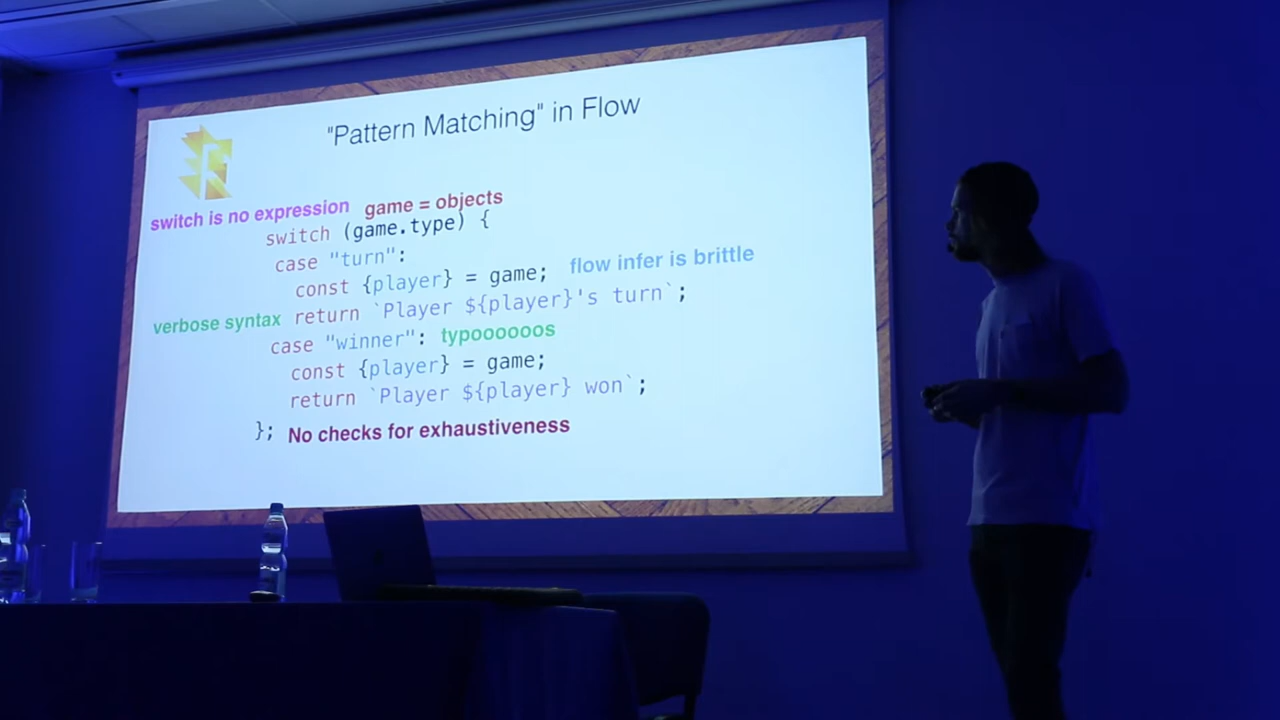 "Pattern Matching" in Flow
switch is no expression game = objects
switch (game.type) {
case "turn":
const {player} = game; flow infer is brittle
verbose syntax return `Player ${player}'s turn`;
case "winner": typoooooos
const {player} = game;
return `Player ${player} won`;
}; No checks for exhaustiveness